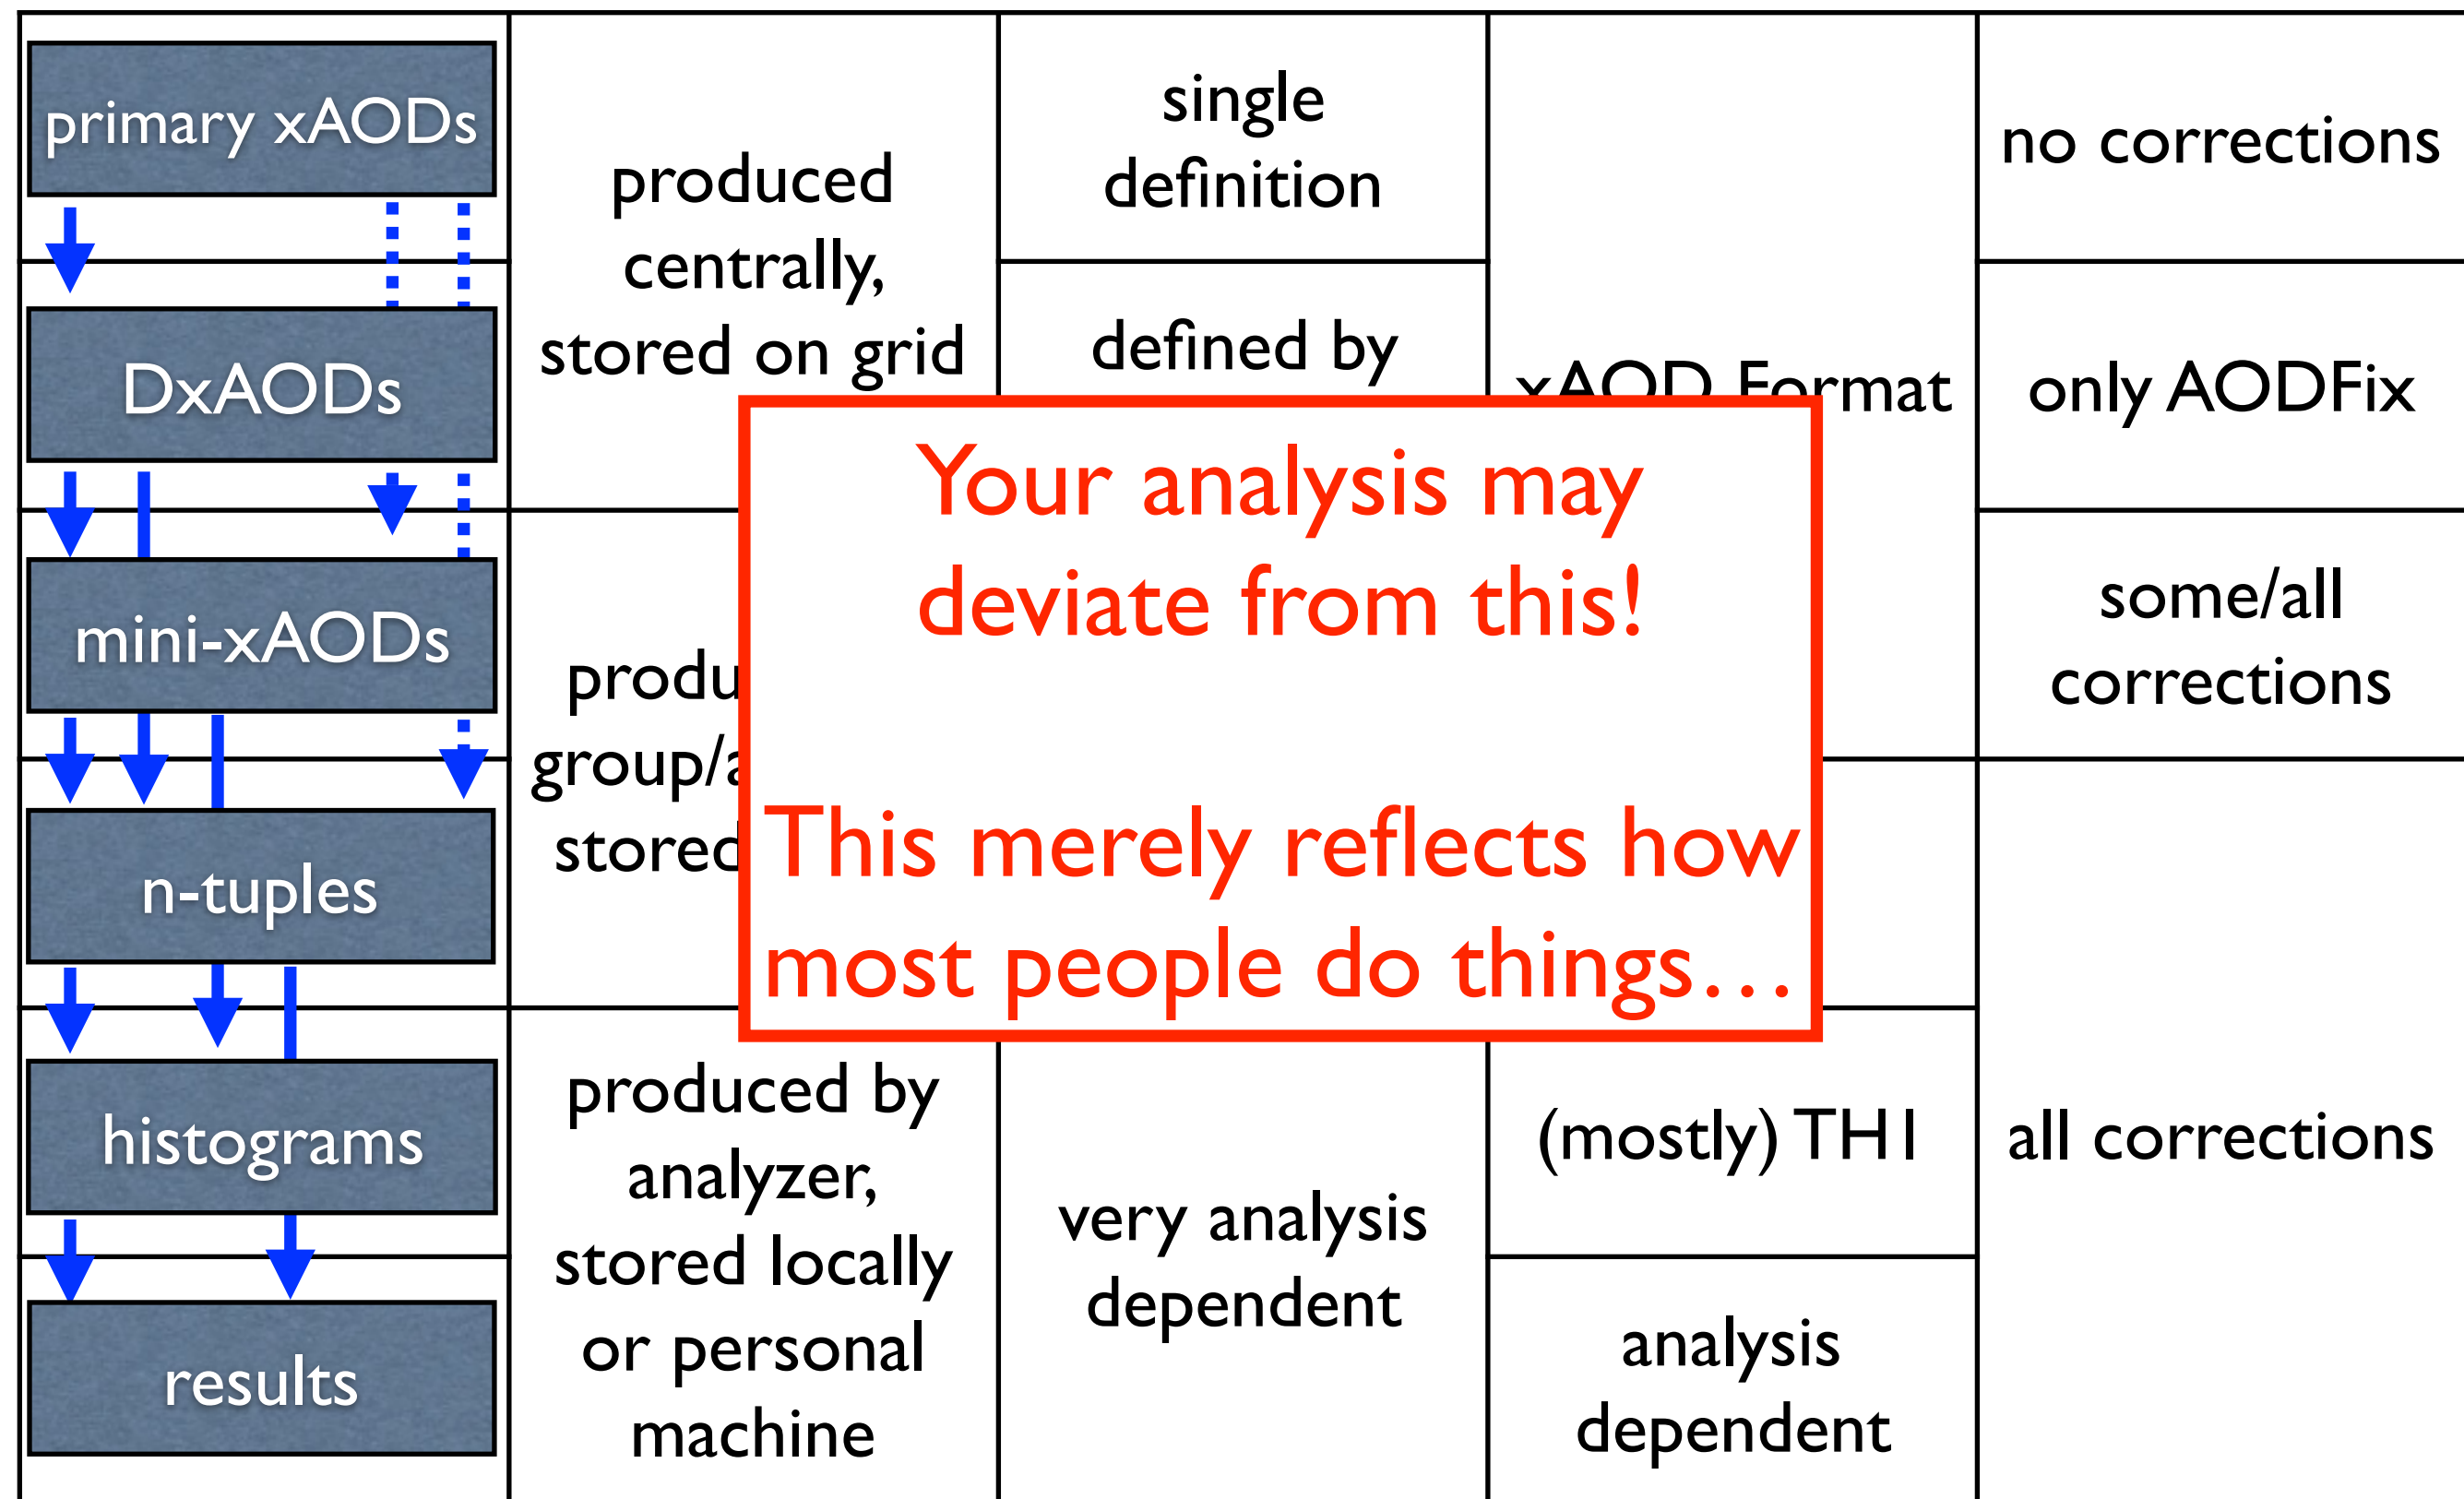 primary xAODs
DxAODs
mini-xAODs
n-tuples
histograms
results
produced
centrally,
stored on grid
group/
stored
produced by
analyzer,
stored locally
or personal
machine
single
definition
defined by
very analysis
dependent
xAOD Format
(mostly) TH1
analysis
dependent
no corrections
only AODFix
some/all
corrections
all corrections
Your analysis may
deviate from this!
This merely reflects how
most people do things…